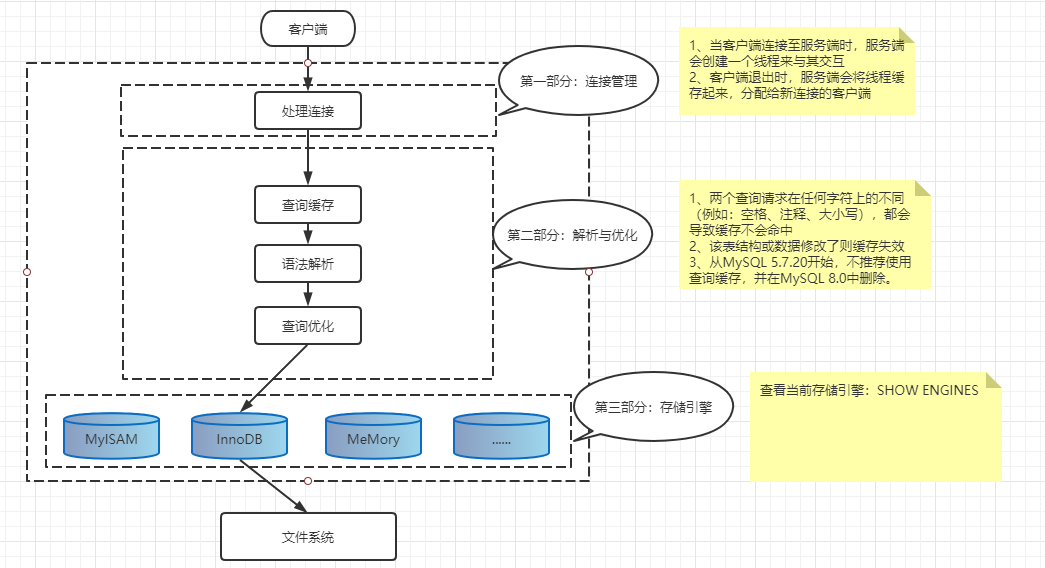 客户端
处理连接
第一部分：连接管理
1、当客户端连接至服务端时，服务端
会创建一个线程来与其交互
2、客户端退出时，服务端会将线程缓
存起来，分配给新连接的客户端
查询缓存
语法解析
查询优化
第二部分：解析与优化
1、两个查询请求在任何字符上的不同
（例如：空格、注释、大小写），都会
导致缓存不会命中
2、该表结构或数据修改了则缓存失效
3、从MySQL 5.7.20开始，不推荐使用
查询缓存，并在MySQL 8.0中删除。
MyISAM
InnoDB
MeMory
......
第三部分：存储引擎
查看当前存储引擎：SHOW ENGINES
文件系统